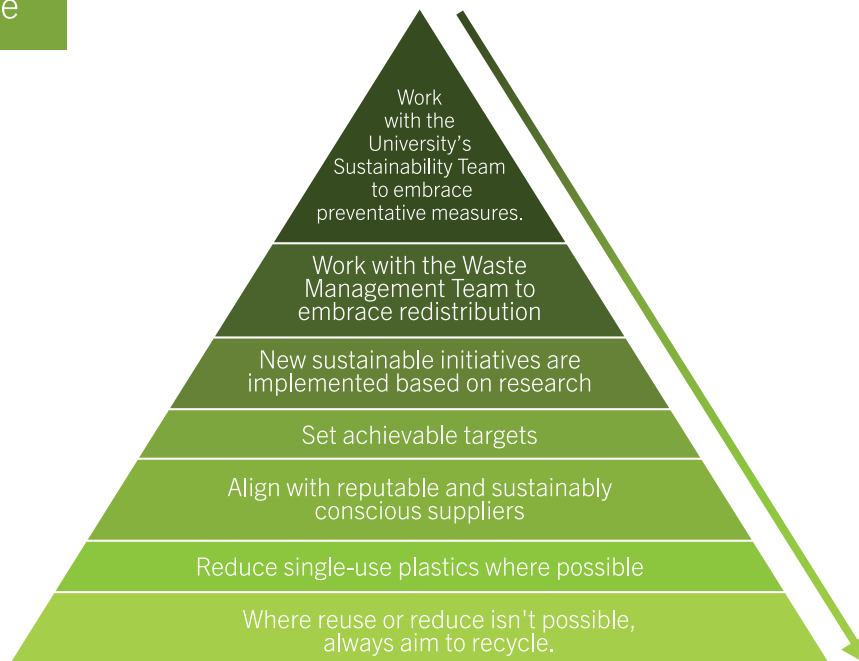 e
Work
with the
University's
Sustainability Team
to embrace
preventative measures.
Work with the Waste
Management Team to
embrace redistribution
New sustainable initiatives are
implemented based on research
Set achievable targets
Align with reputable and sustainably
conscious suppliers
Reduce single-use plastics where possible
Where reuse or reduce isn't possible,
always aim to recycle.